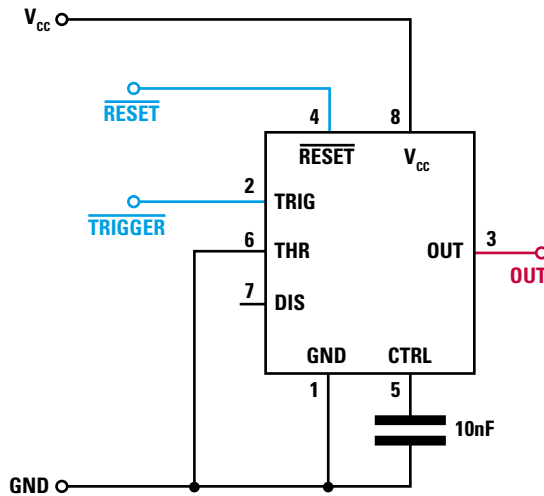 Vcc
RESET
4 8
RESET Vcc
2
TRIG
TRIGGER
6
THR OUT 3
OUT
7
DIS
GND CTRL
1 5
10nF
GND